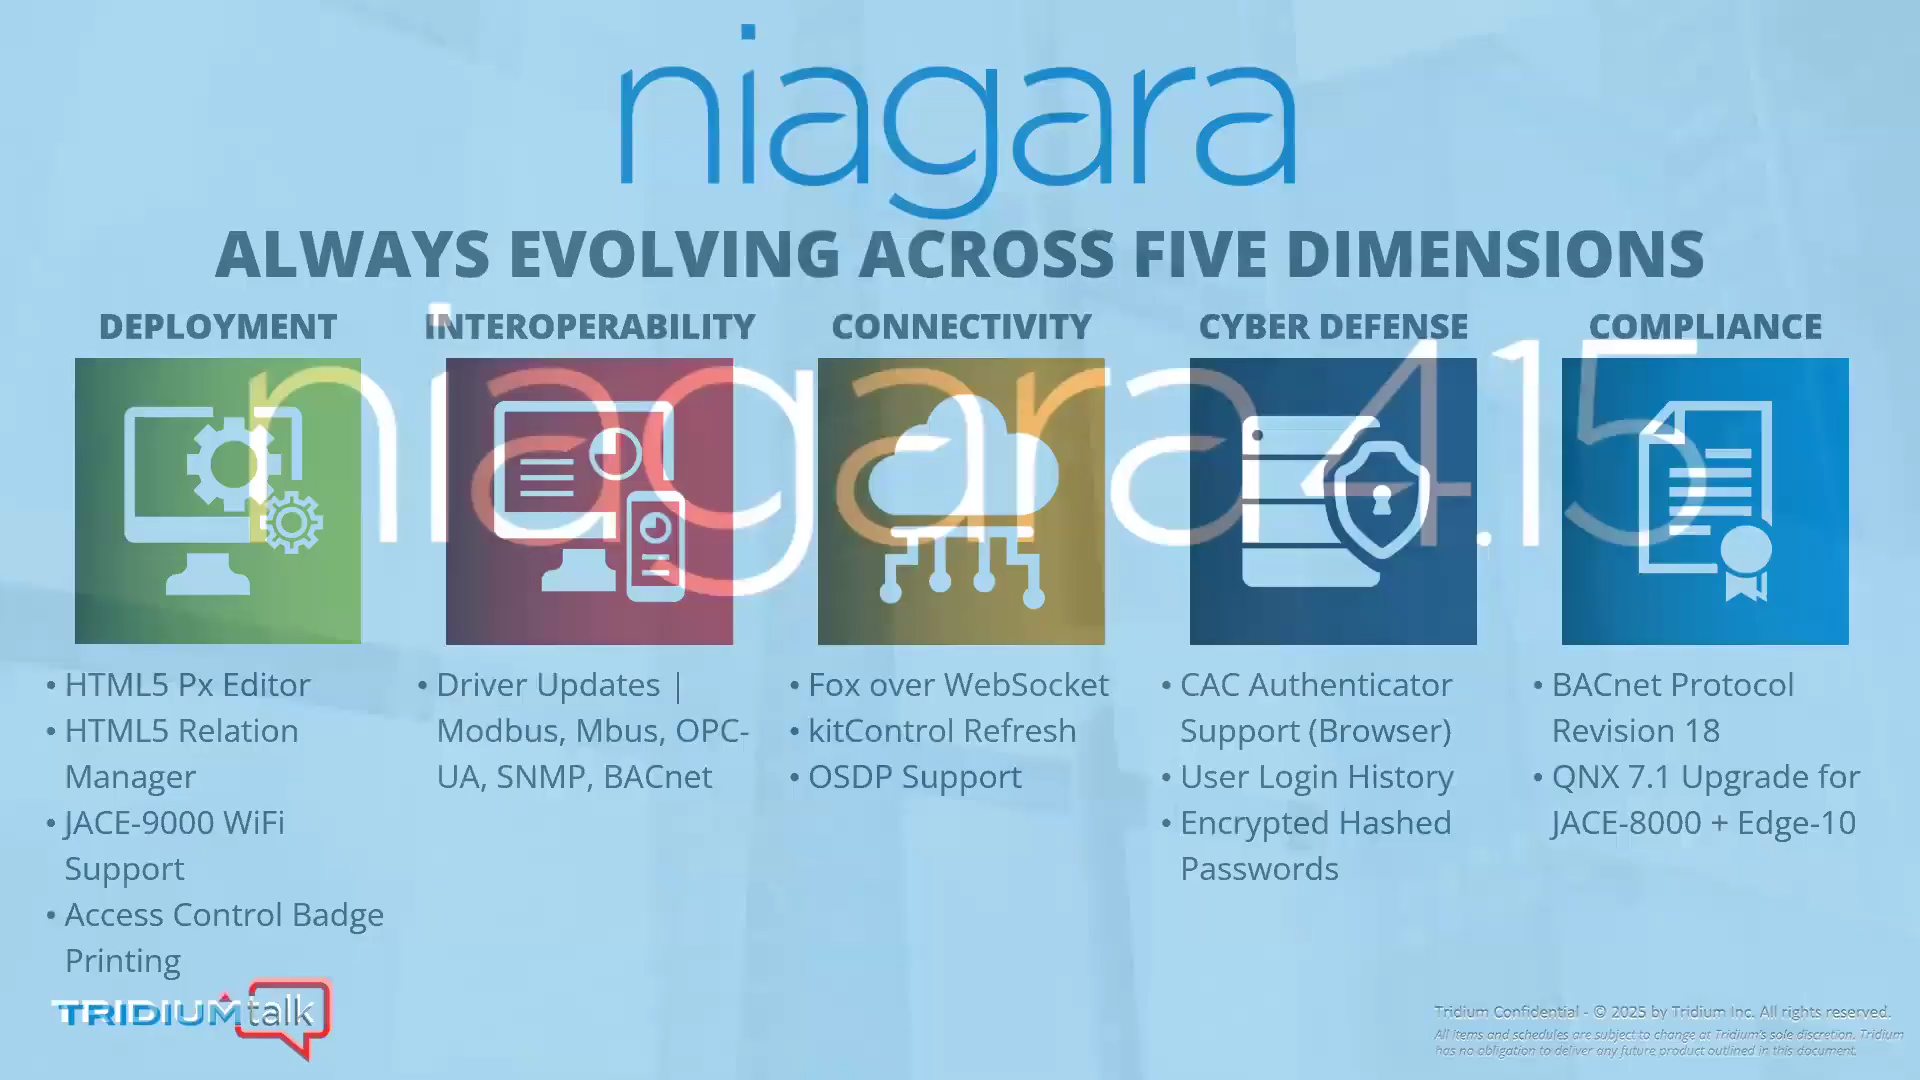 niagara
ALWAYS EVOLVING ACROSS FIVE DIMENSIONS
niagara 4.15
DEPLOYMENT
• HTML5 Px Editor
• HTML5 Relation
Manager
• JACE-9000 WiFi
Support
• Access Control Badge
Printing
INTEROPERABILITY
• Driver Updates |
Modbus, Mbus, OPC-
UA, SNMP, BACnet
CONNECTIVITY
• Fox over WebSocket
• kitControl Refresh
• OSDP Support
CYBER DEFENSE
• CAC Authenticator
Support (Browser)
• User Login History
• Encrypted Hashed
Passwords
COMPLIANCE
• BACnet Protocol
Revision 18
• QNX 7.1 Upgrade for
JACE-8000 + Edge-10
TRIDIUM talk
Tridium Confidential - © 2025 by Tridium Inc. All rights reserved.
All items and schedules are subject to change at Tridium's sole discretion. Tridium
has no obligation to deliver any future product outlined in this document.